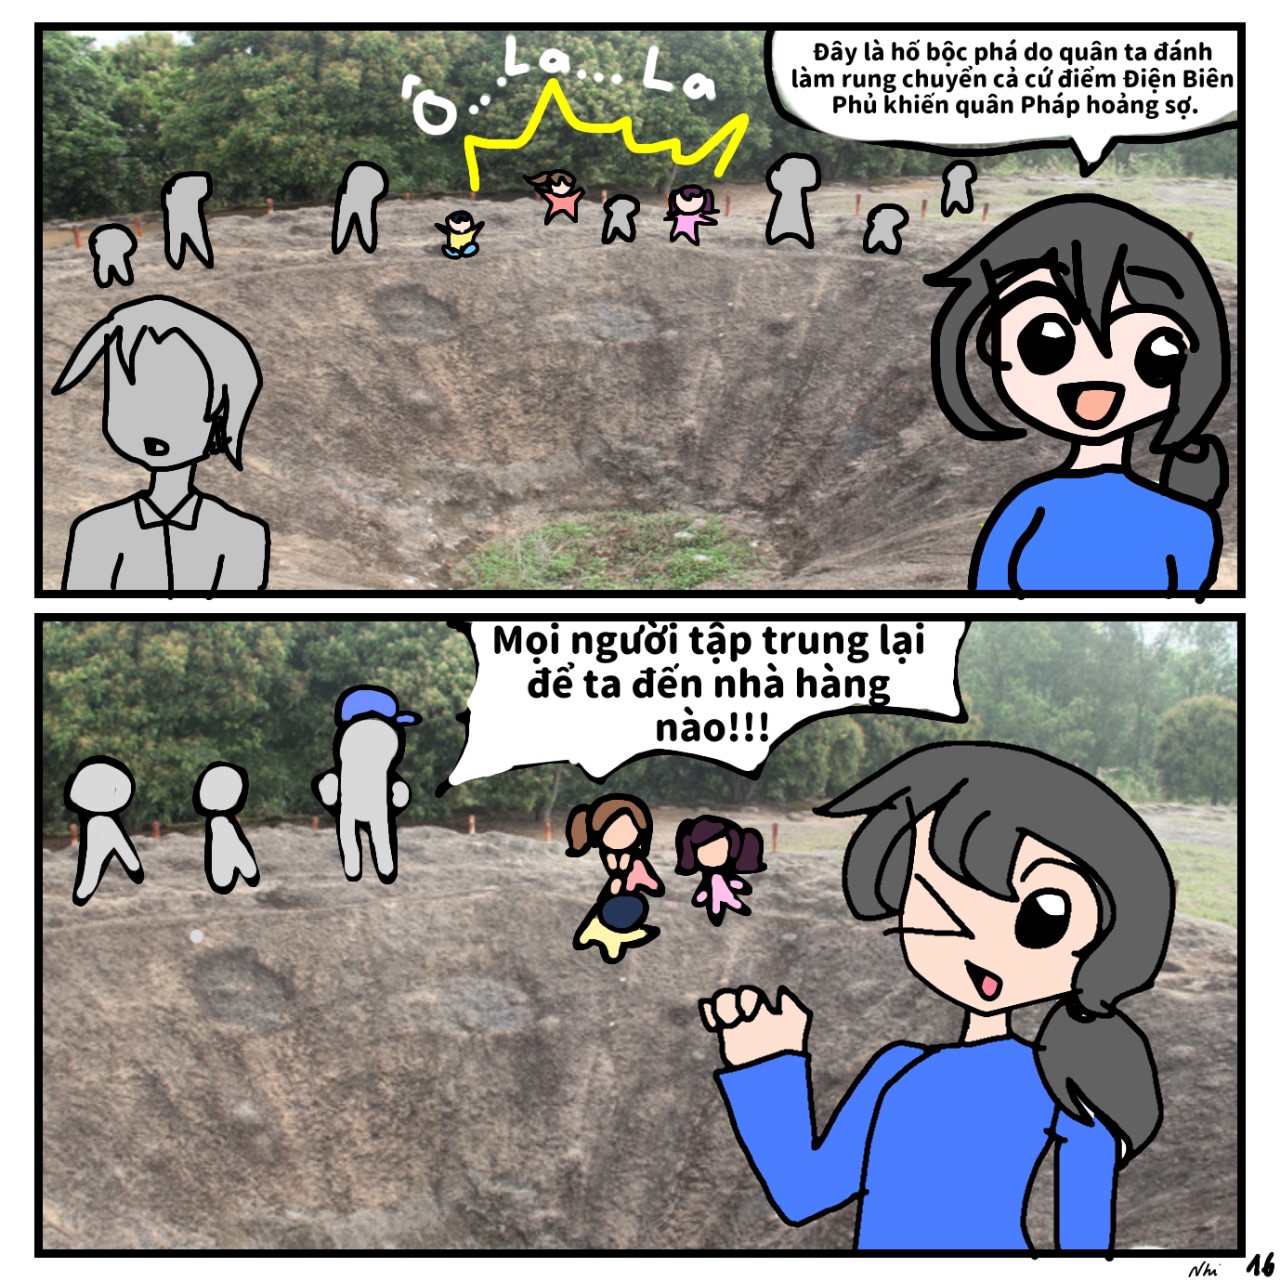 Ô... La... La
Đây là hố bộc phá do quân ta đánh
làm rung chuyển cả cứ điểm Điện Biên
Phủ khiến quân Pháp hoảng sợ.
Mọi người tập trung lại
để ta đến nhà hàng
nào!!!
Nhi 16